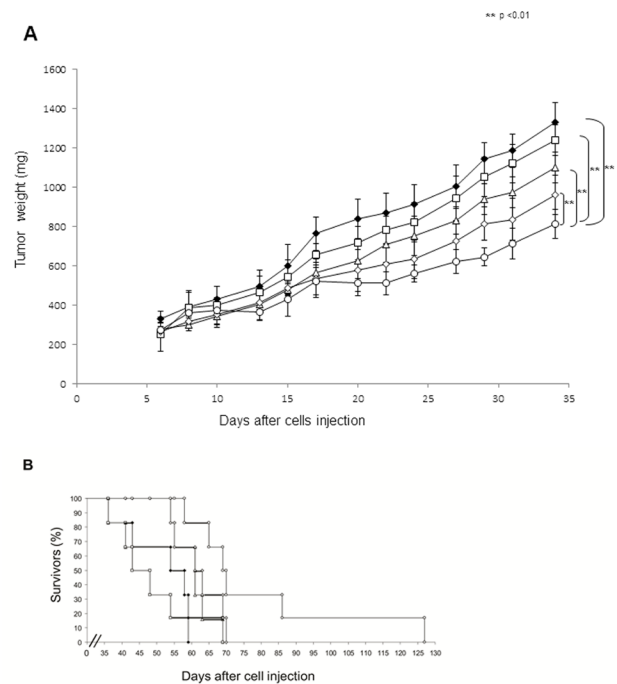 ** p <0.01
A
1600
1400
1200
1000
800
600
400
200
0
Tumor weight (mg)
** ** ** **
0 5 10 15 20 25 30 35
Days after cells injection
B
100
90
80
70
60
50
40
30
20
10
0
Survivors (%)
0 35 40 45 50 55 60 65 70 75 80 85 90 95 100 105 110 115 120 125 130
Days after cell injection